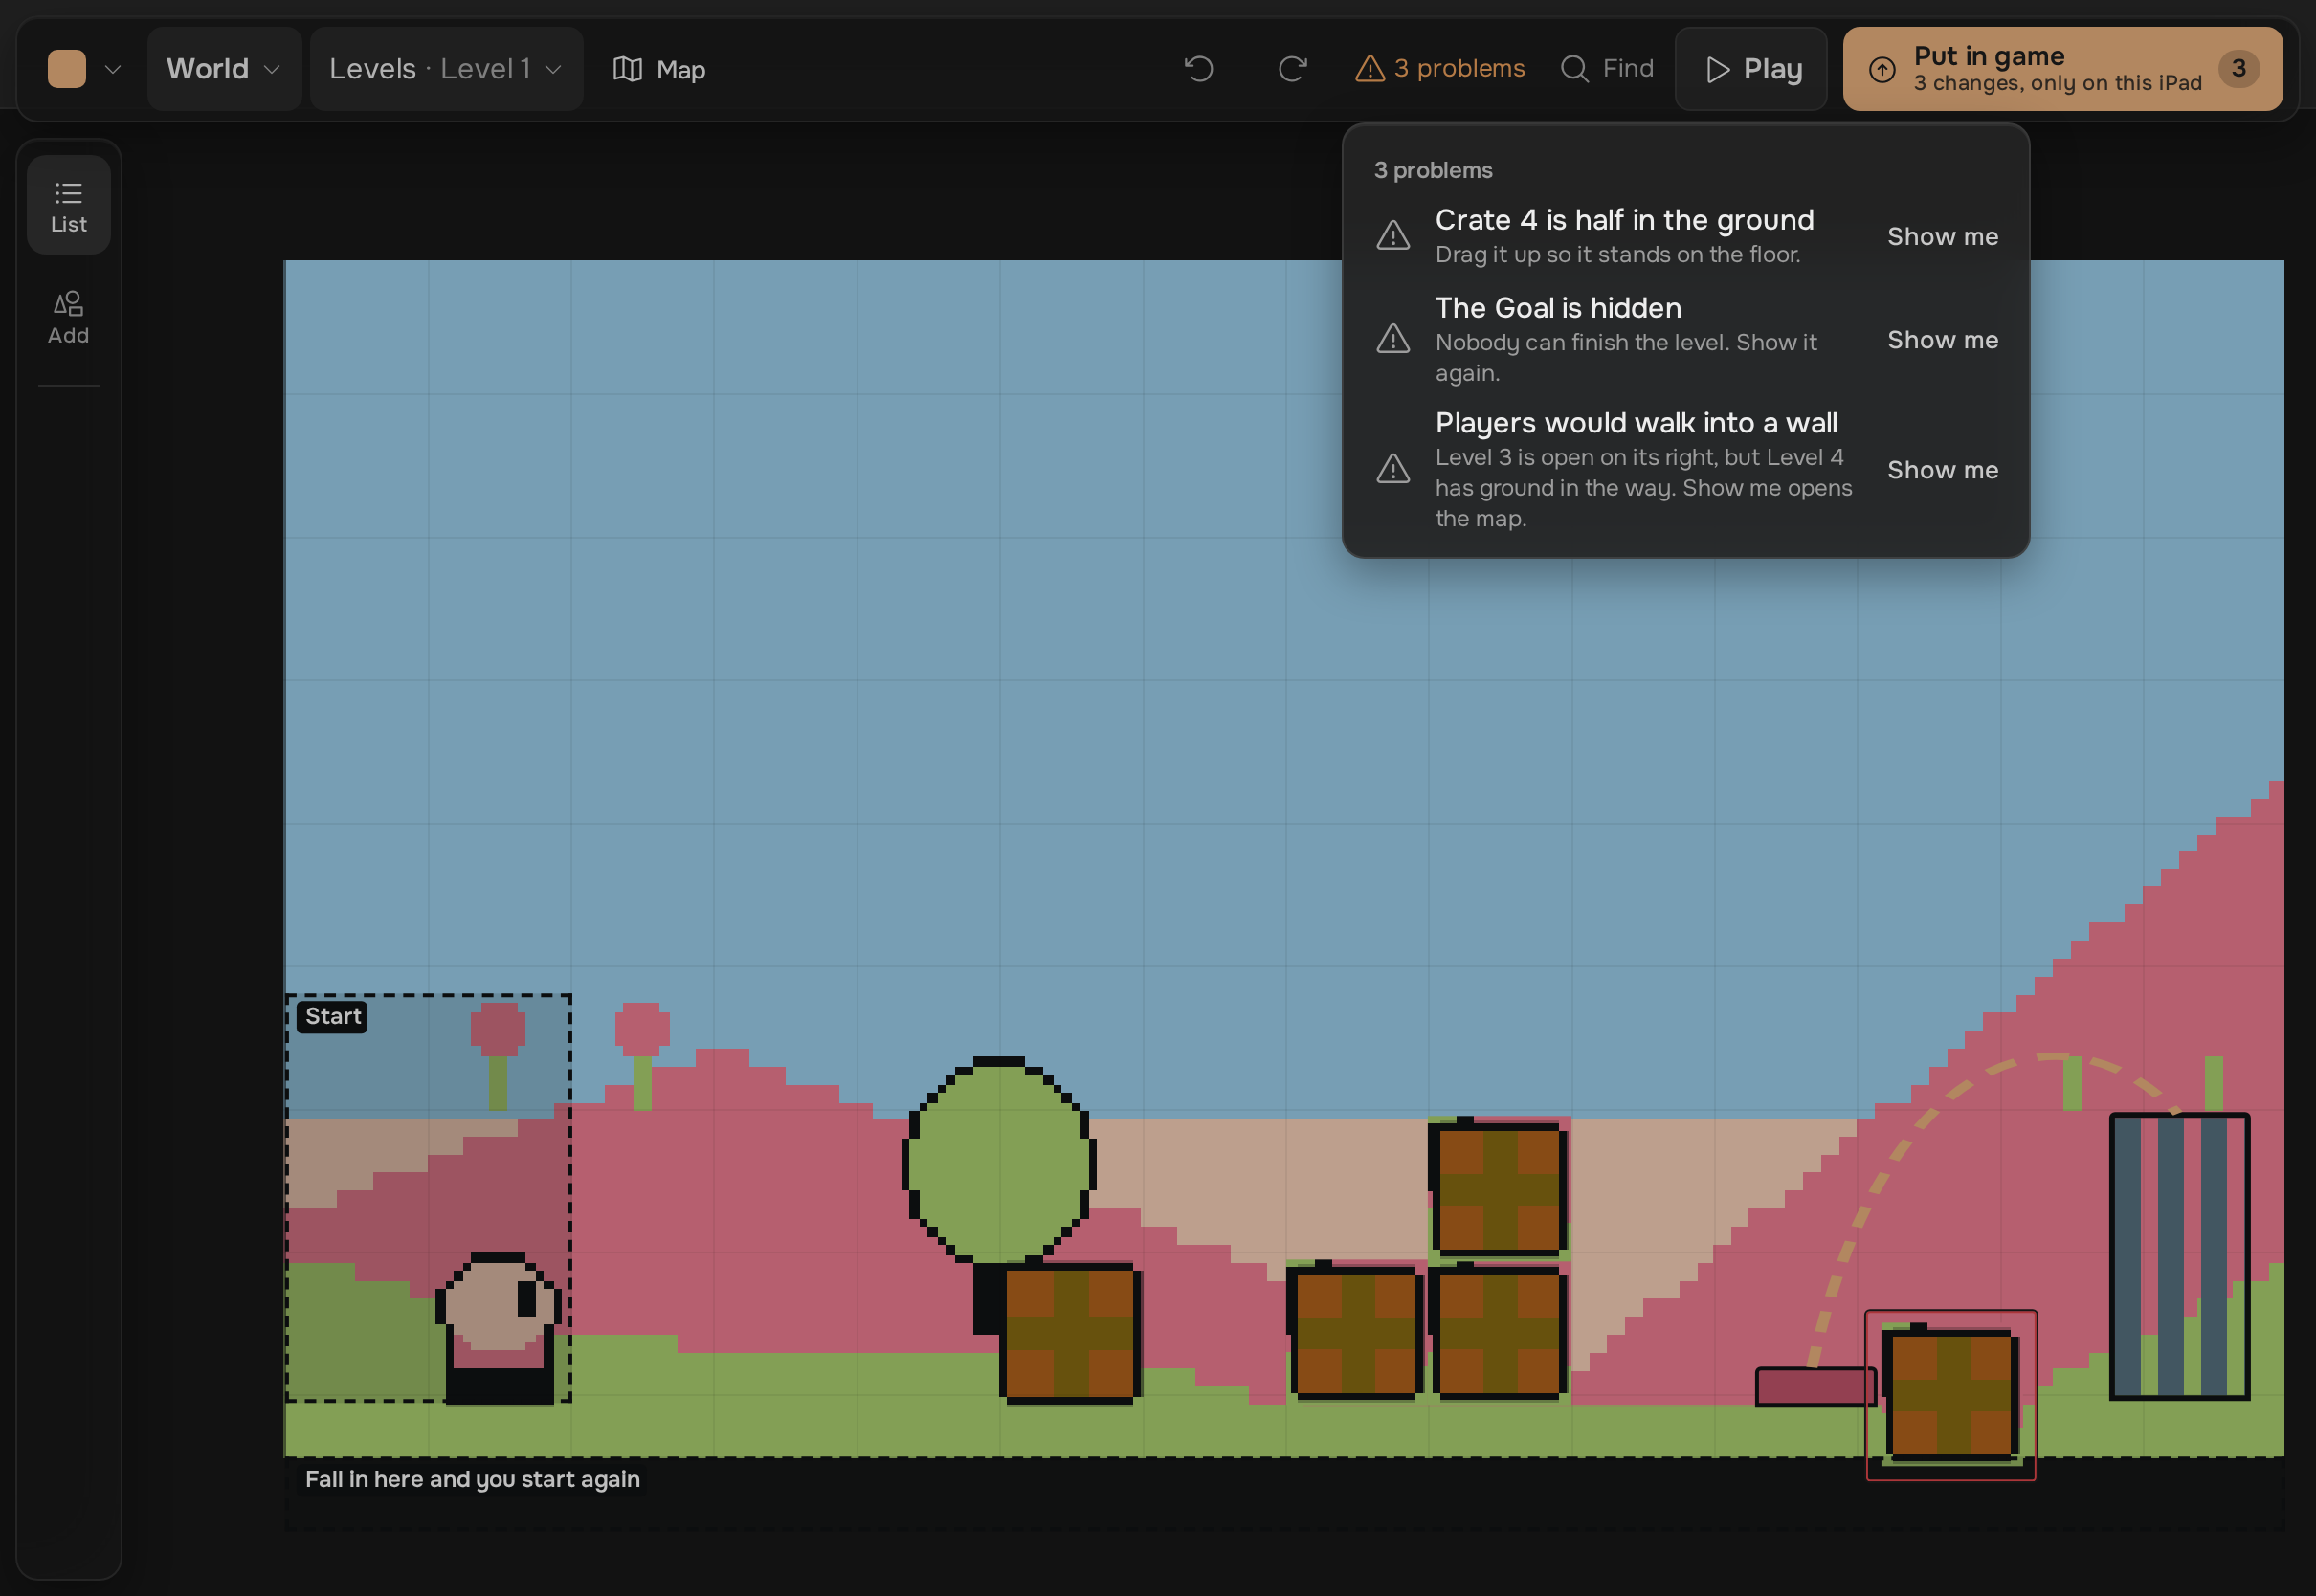 World
Levels · Level 1
Map
3 problems
Find
Play
Put in game
3 changes, only on this iPad
3
List
Add
3 problems
Crate 4 is half in the ground
Drag it up so it stands on the floor.
Show me
The Goal is hidden
Nobody can finish the level. Show it
again.
Show me
Players would walk into a wall
Level 3 is open on its right, but Level 4
has ground in the way. Show me opens
the map.
Show me
Start
Fall in here and you start again